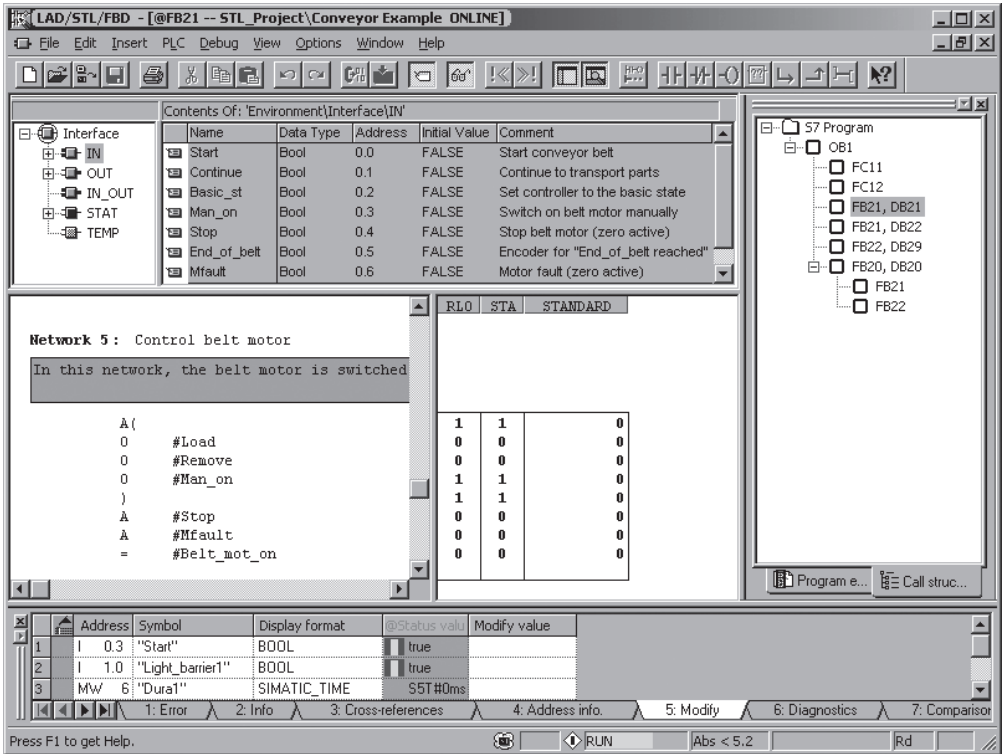 LAD/STL/FBD - [@FB21 -- STL_Project\Conveyor Example ONLINE]
File Edit Insert PLC Debug View Options Window Help
Contents Of: 'Environment\Interface\IN'
Interface
IN
OUT
IN_OUT
STAT
TEMP
Name Data Type Address Initial Value Comment
Start Bool 0.0 FALSE Start conveyor belt
Continue Bool 0.1 FALSE Continue to transport parts
Basic_st Bool 0.2 FALSE Set controller to the basic state
Man_on Bool 0.3 FALSE Switch on belt motor manually
Stop Bool 0.4 FALSE Stop belt motor (zero active)
End_of_belt Bool 0.5 FALSE Encoder for "End_of_belt reached"
Mfault Bool 0.6 FALSE Motor fault (zero active)
S7 Program
OB1
FC11
FC12
FB21, DB21
FB21, DB22
FB22, DB29
FB20, DB20
FB21
FB22
Program e... Call struc...
RLO STA STANDARD
Network 5: Control belt motor
In this network, the belt motor is switched
A( 1 1 0
O #Load 0 0 0
O #Remove 0 0 0
O #Man_on 1 1 0
) 1 1 0
A #Stop 0 0 0
A #Mfault 0 0 0
= #Belt_mot_on 0 0 0
Address Symbol Display format @Status valu Modify value
1 I 0.3 "Start" BOOL true
2 I 1.0 "Light_barrier1" BOOL true
3 MW 6 "Dura1" SIMATIC_TIME S5T#0ms
1: Error 2: Info 3: Cross-references 4: Address info. 5: Modify 6: Diagnostics 7: Comparison
Press F1 to get Help. RUN Abs < 5.2 Rd